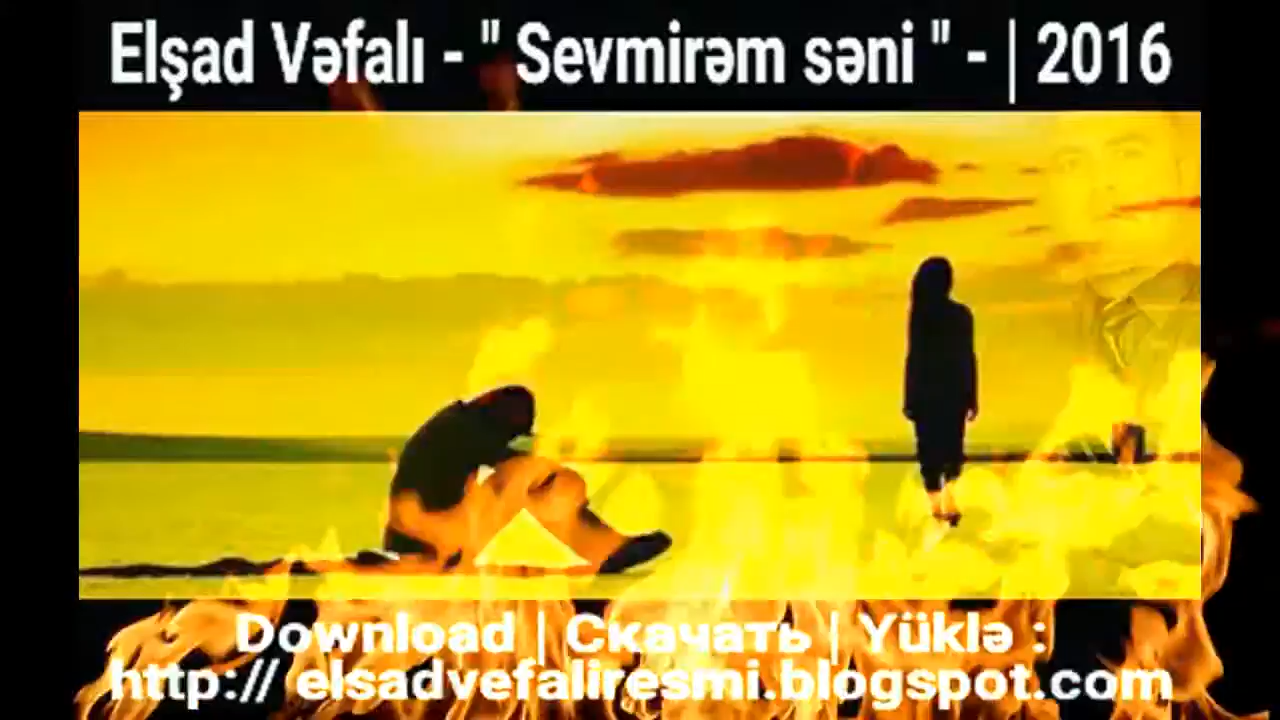 Elşad Vəfalı - " Sevmirəm səni " - | 2016
Download | Скачать | Yüklə :
http:// elsadvefaliresmi.blogspot.com